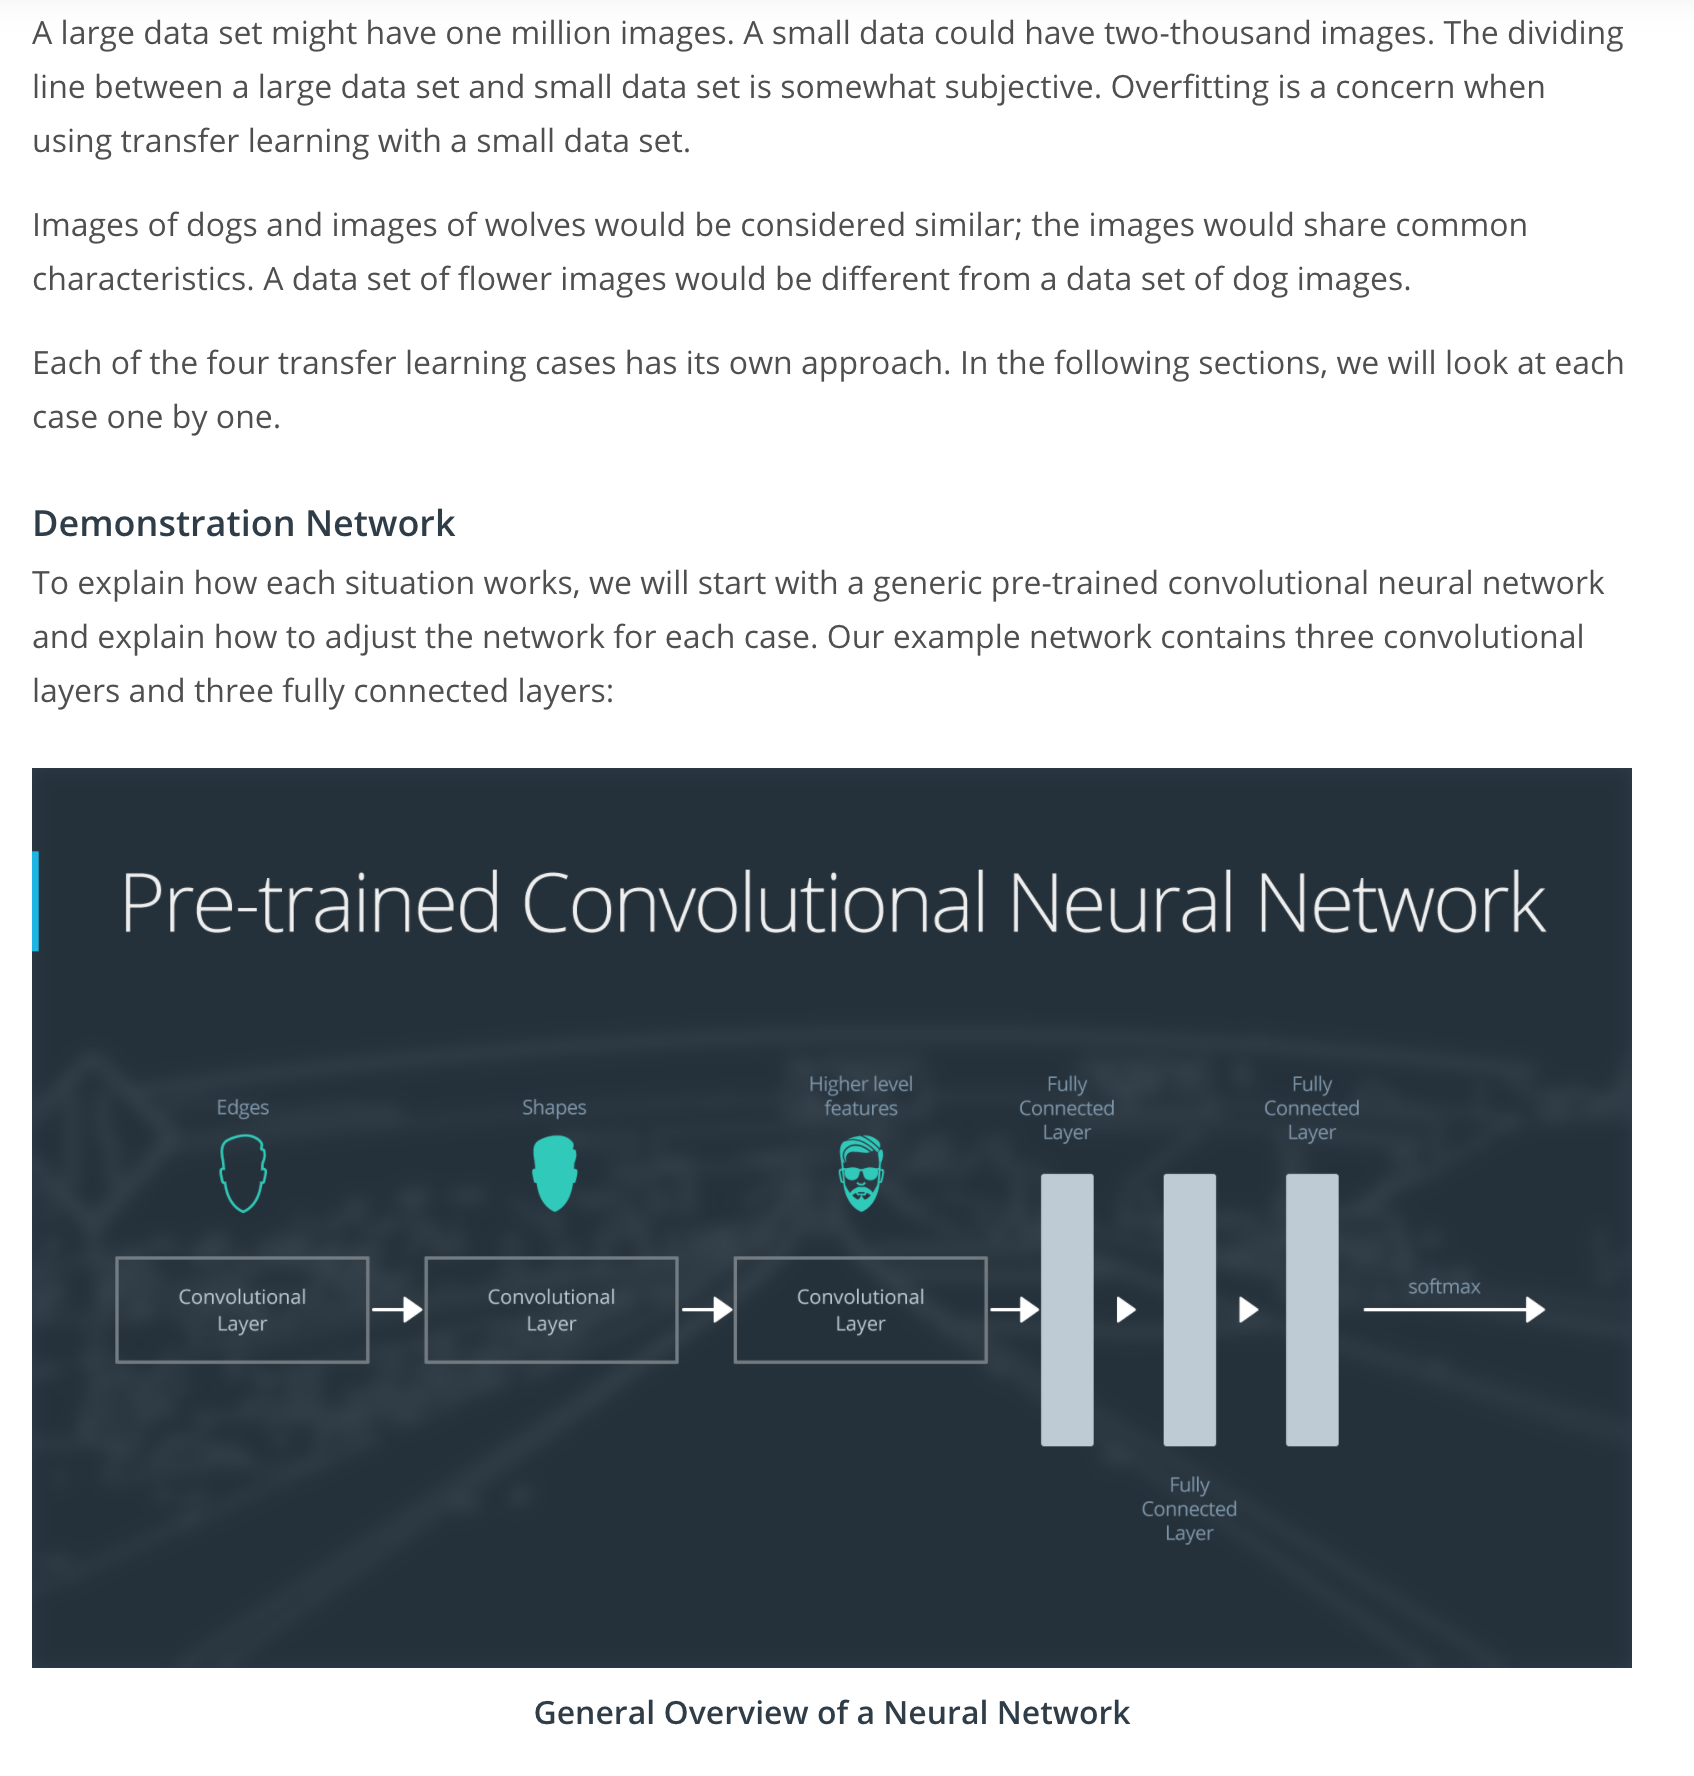 A large data set might have one million images. A small data could have two-thousand images. The dividing
line between a large data set and small data set is somewhat subjective. Overfitting is a concern when
using transfer learning with a small data set.
Images of dogs and images of wolves would be considered similar; the images would share common
characteristics. A data set of flower images would be different from a data set of dog images.
Each of the four transfer learning cases has its own approach. In the following sections, we will look at each
case one by one.
Demonstration Network
To explain how each situation works, we will start with a generic pre-trained convolutional neural network
and explain how to adjust the network for each case. Our example network contains three convolutional
layers and three fully connected layers:
Pre-trained Convolutional Neural Network
Edges
Shapes
Higher level
features
Fully
Connected
Layer
Fully
Connected
Layer
Convolutional
Layer
Convolutional
Layer
Convolutional
Layer
softmax
Fully
Connected
Layer
General Overview of a Neural Network